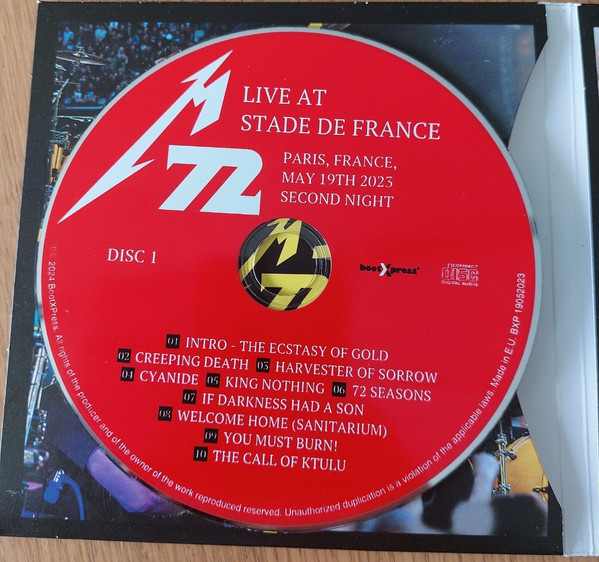 M
LIVE AT
STADE DE FRANCE
72
PARIS, FRANCE,
MAY 19TH 2023
SECOND NIGHT
DISC 1
M
72
bootXpress
COMPACT
disc
DIGITAL AUDIO
01 INTRO - THE ECSTASY OF GOLD
02 CREEPING DEATH 03 HARVESTER OF SORROW
04 CYANIDE 05 KING NOTHING 06 72 SEASONS
07 IF DARKNESS HAD A SON
08 WELCOME HOME (SANITARIUM)
09 YOU MUST BURN!
10 THE CALL OF KTULU
2024 BootXPress. All rights of the producer and of the owner of the work reproduced reserved. Unauthorized duplication is a violation of the applicable laws. Made in E.U. BXP 19052023